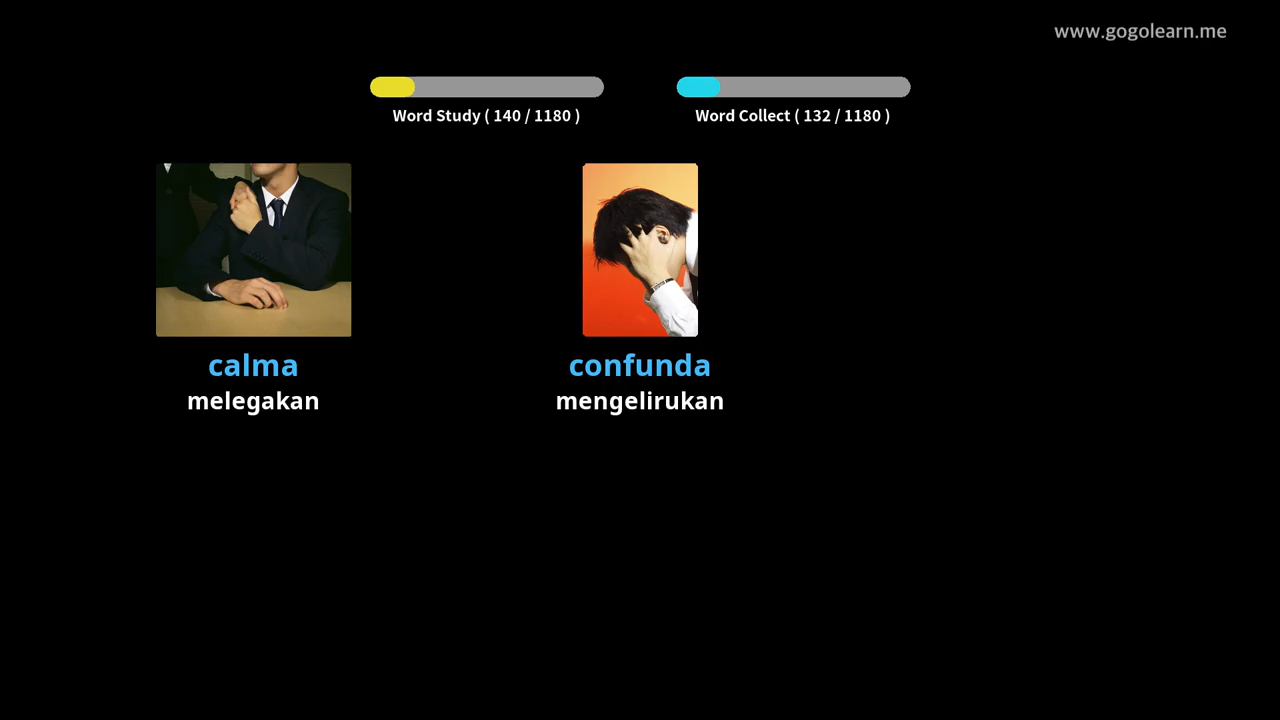 www.gogolearn.me
Word Study ( 140 / 1180 )
Word Collect ( 132 / 1180 )
calma
melegakan
confunda
mengelirukan